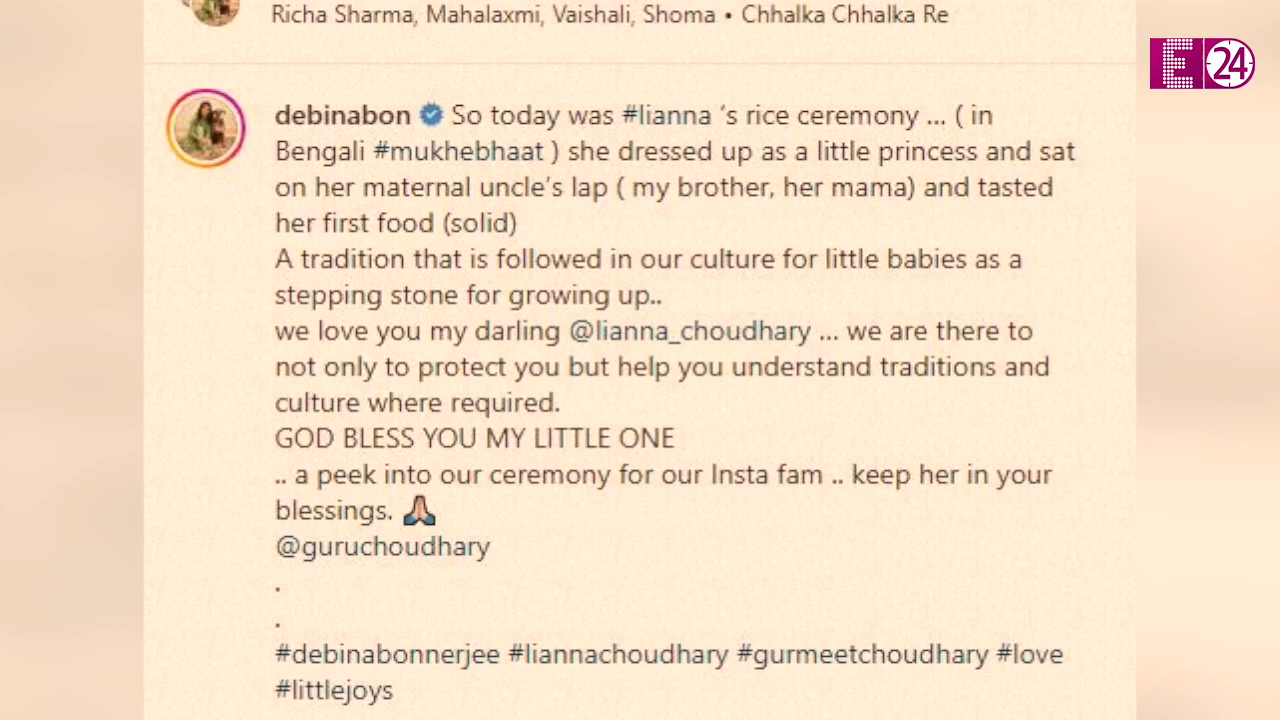 Richa Sharma, Mahalaxmi, Vaishali, Shoma • Chhalka Chhalka Re
E 24
debinabon So today was #lianna ‘s rice ceremony ... ( in
Bengali #mukhebhaat ) she dressed up as a little princess and sat
on her maternal uncle’s lap ( my brother, her mama) and tasted
her first food (solid)
A tradition that is followed in our culture for little babies as a
stepping stone for growing up..
we love you my darling @lianna_choudhary ... we are there to
not only to protect you but help you understand traditions and
culture where required.
GOD BLESS YOU MY LITTLE ONE
.. a peek into our ceremony for our Insta fam .. keep her in your
blessings. 🙏🏼
@guruchoudhary
.
.
#debinabonnerjee #liannachoudhary #gurmeetchoudhary #love
#littlejoys